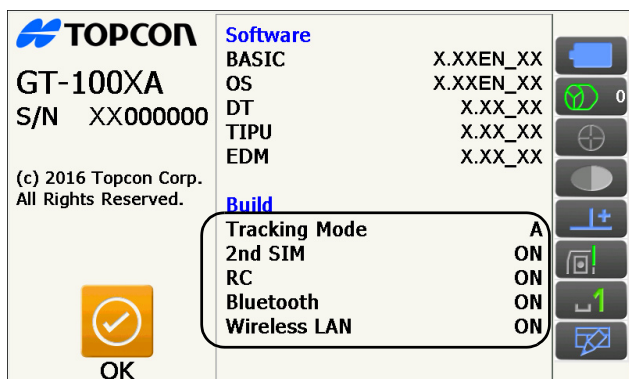 TOPCON
GT-100XA
S/N XX000000
(c) 2016 Topcon Corp.
All Rights Reserved.
OK
Software
BASIC X.XXEN_XX
OS X.XXEN_XX
DT X.XX_XX
TIPU X.XX_XX
EDM X.XX_XX
Build
Tracking Mode A
2nd SIM ON
RC ON
Bluetooth ON
Wireless LAN ON
0
1